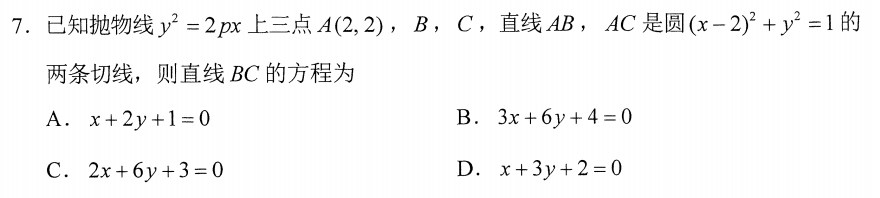 7．已知抛物线 y² = 2px 上三点 A(2, 2)，B，C，直线 AB，AC 是圆 (x − 2)² + y² = 1 的
两条切线，则直线 BC 的方程为
A． x + 2y + 1 = 0 B． 3x + 6y + 4 = 0
C． 2x + 6y + 3 = 0 D． x + 3y + 2 = 0